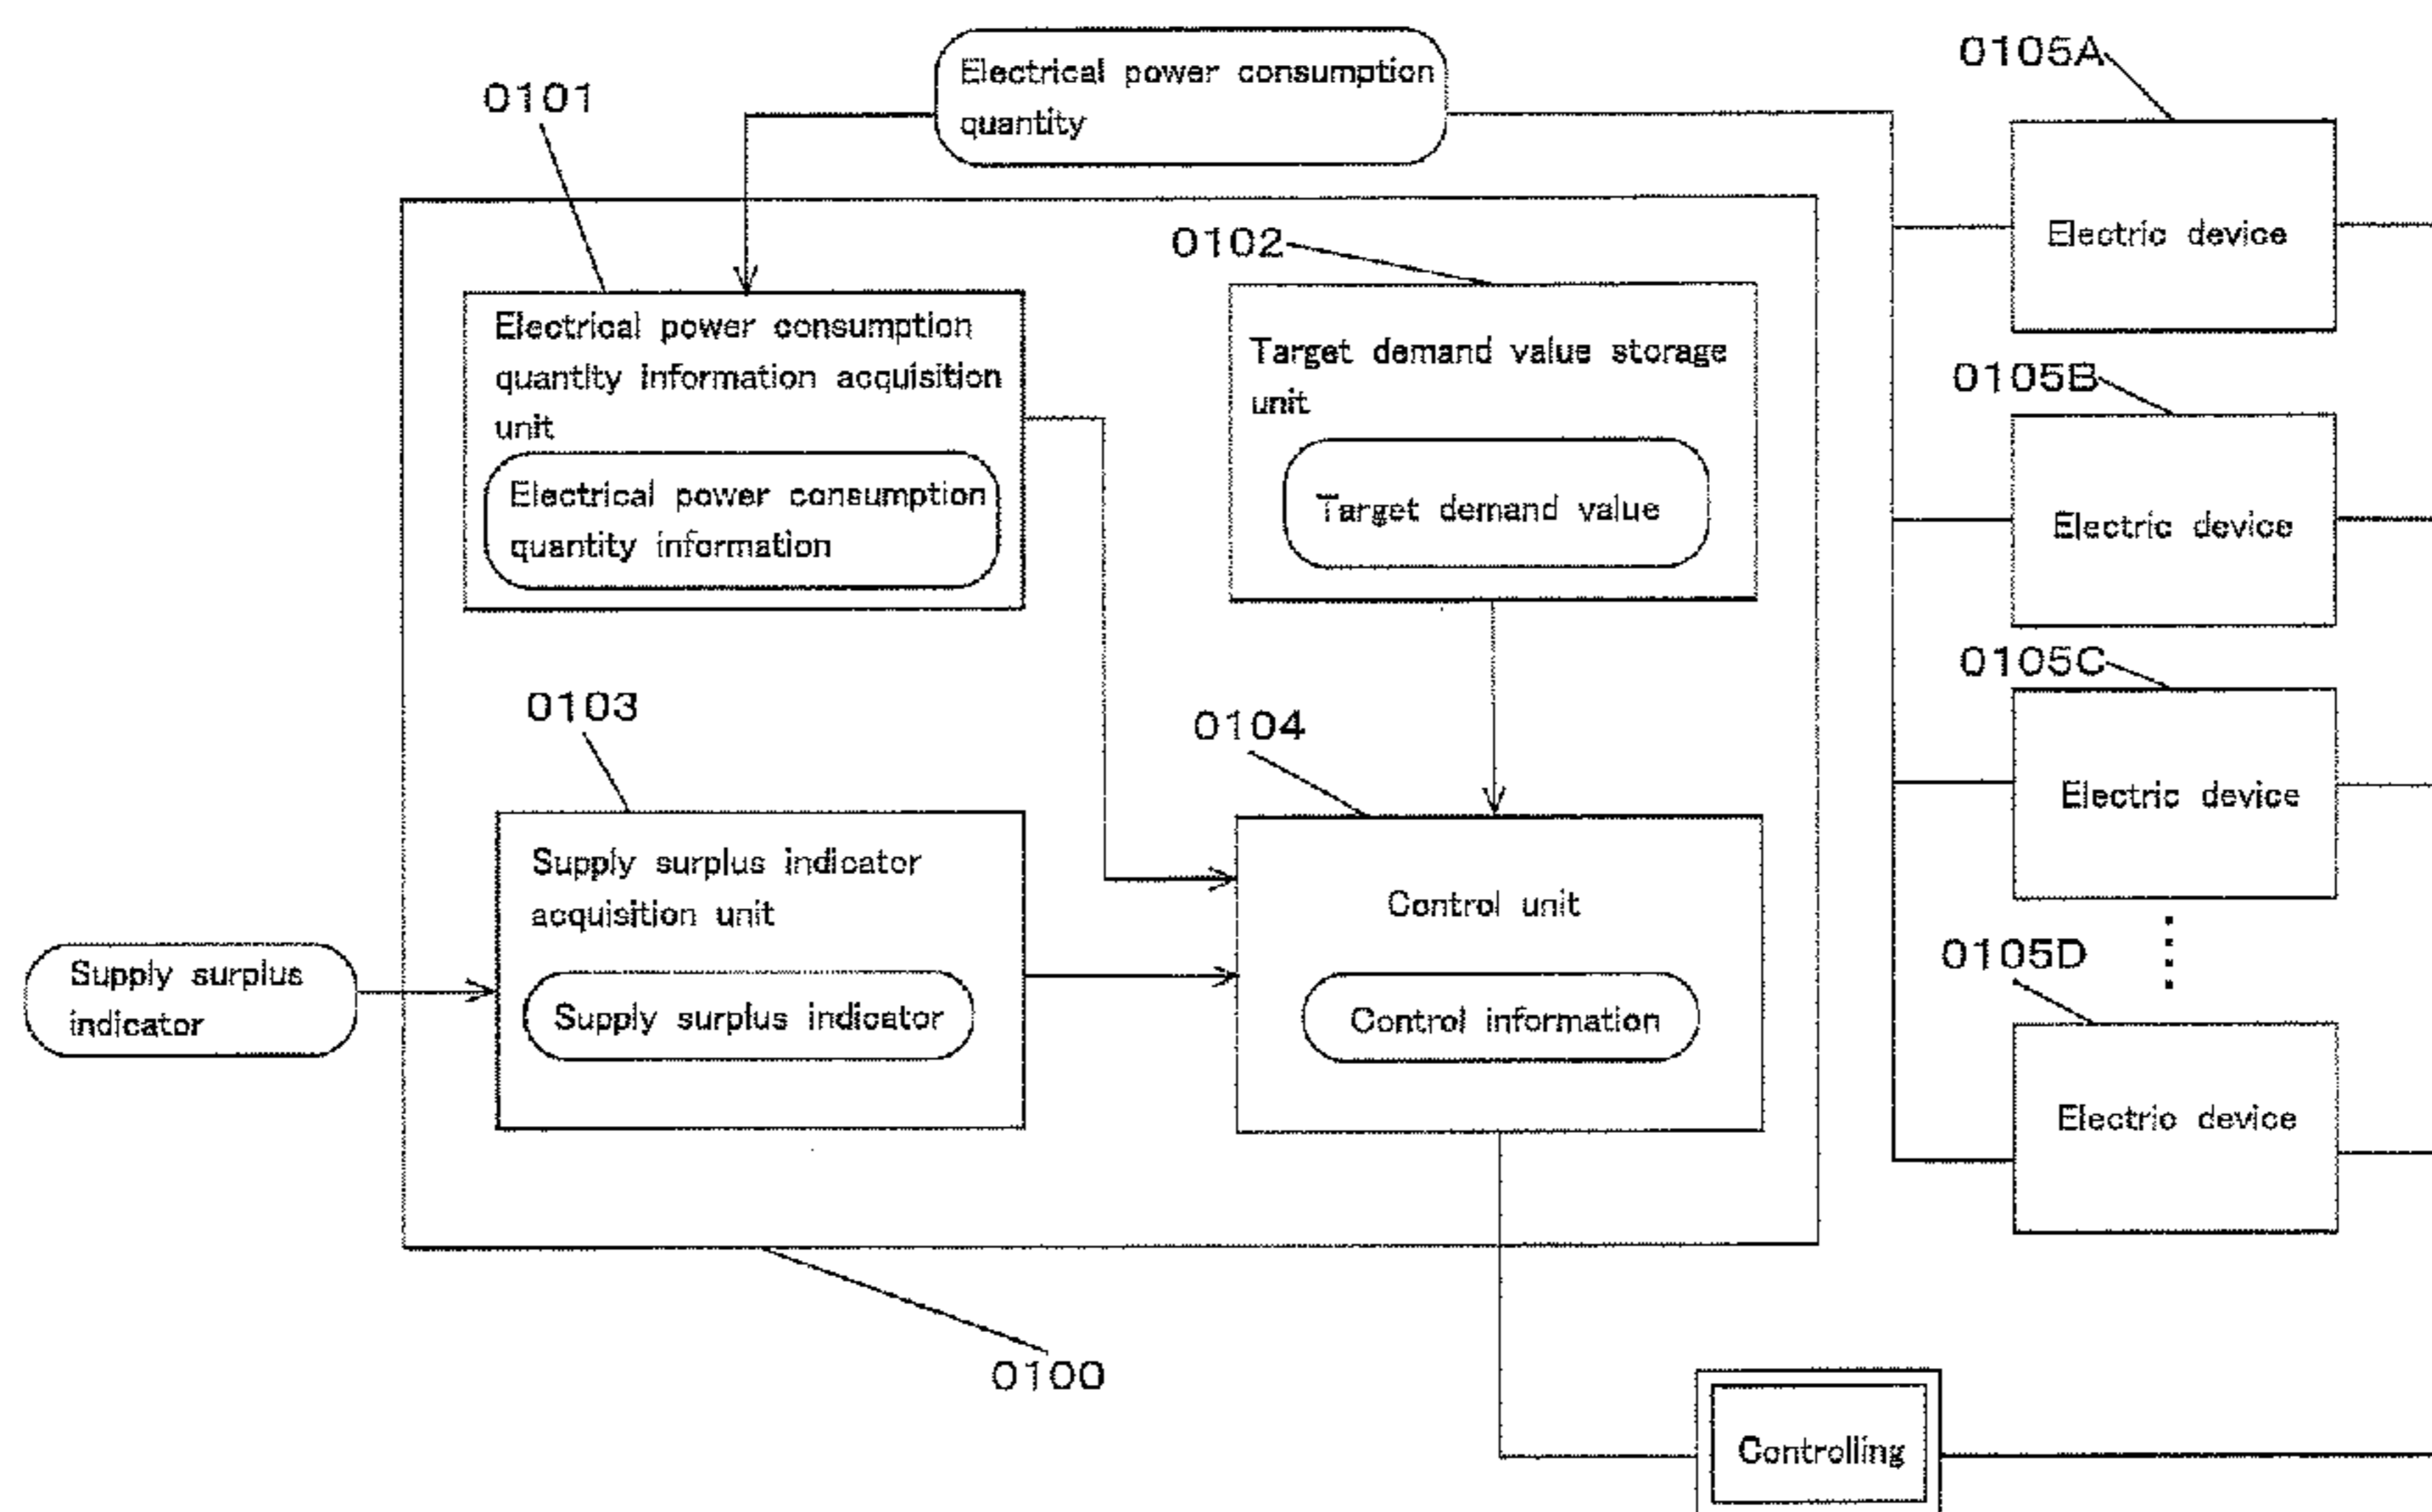 Electrical power consumption
quantity
0101
0105A
Electric device
0102
Electrical power consumption
quantity information acquisition
unit
Electrical power consumption
quantity information
Target demand value storage
unit
Target demand value
0105B
Electric device
0103
0104
0105C
Electric device
Supply surplus indicator
acquisition unit
Supply surplus indicator
Control unit
Control information
Supply surplus
indicator
0105D
Electric device
0100
Controlling